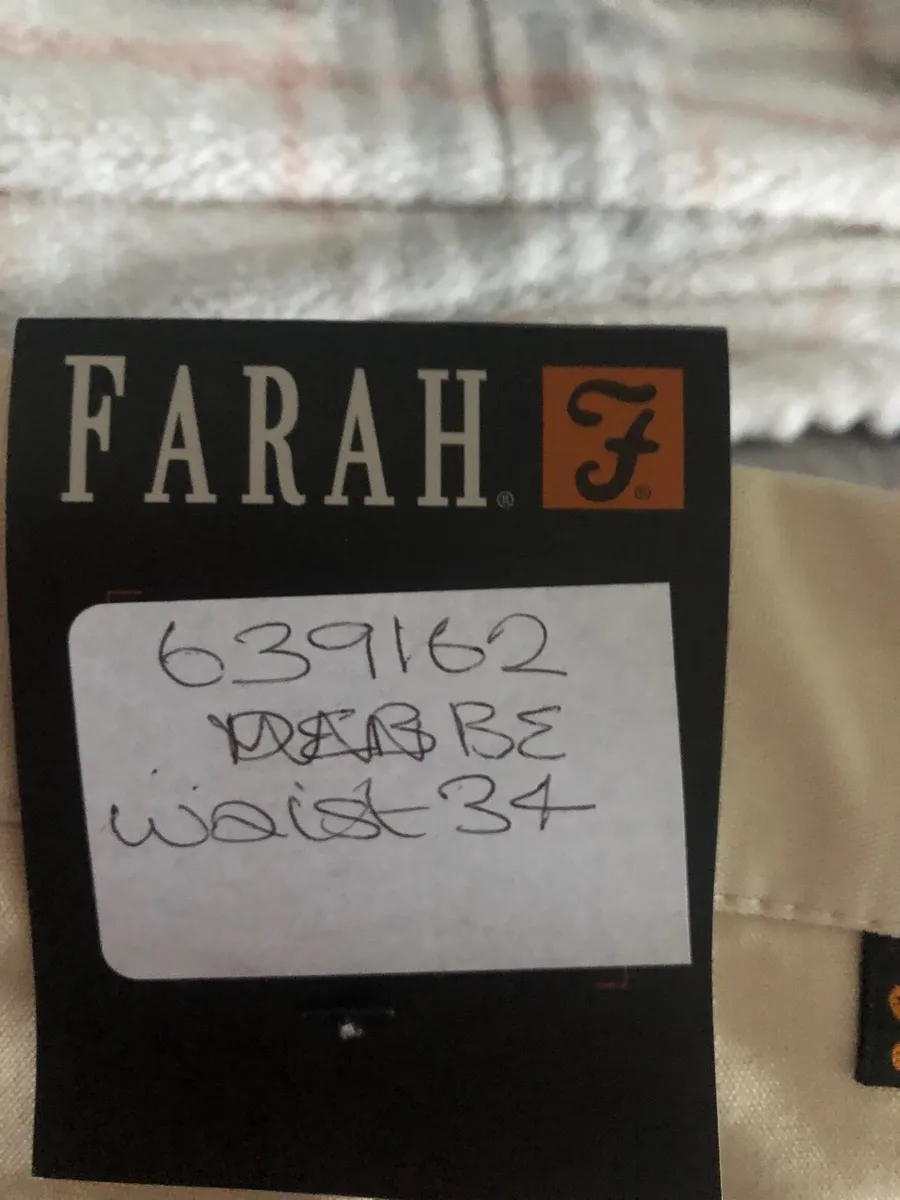 FARAH® F®
639162
BE
waist 34